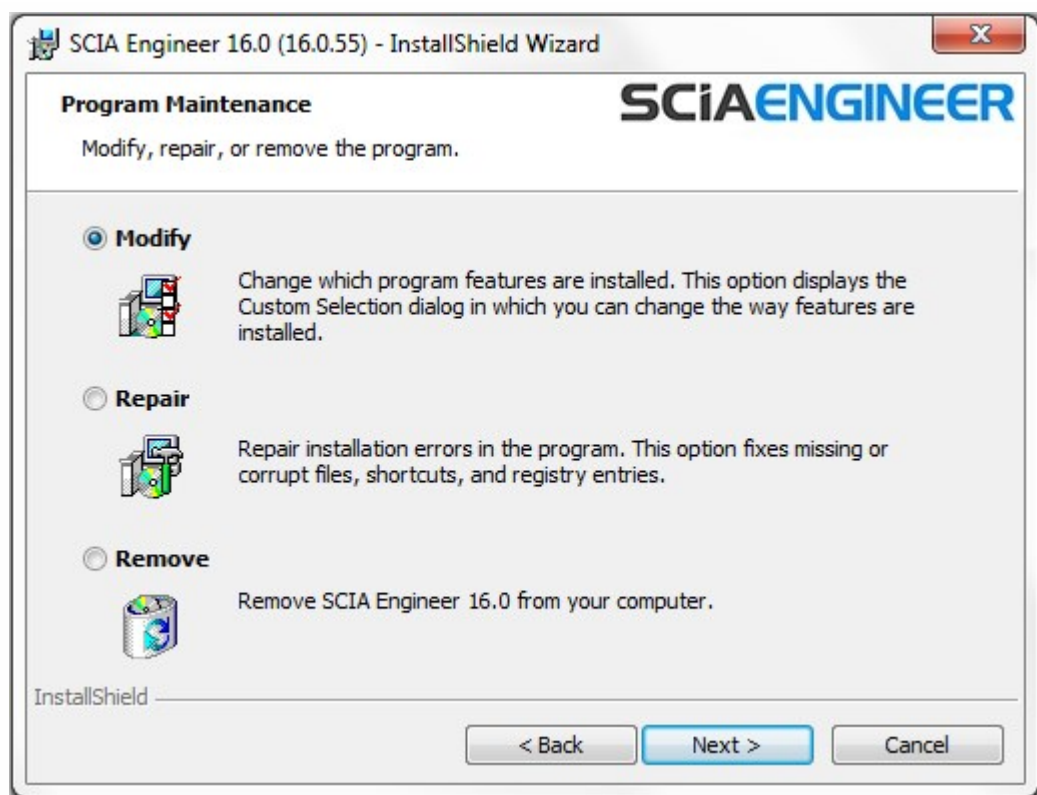 SCIA Engineer 16.0 (16.0.55) - InstallShield Wizard
Program Maintenance
SCiAENGINEER
Modify, repair, or remove the program.
Modify
Change which program features are installed. This option displays the
Custom Selection dialog in which you can change the way features are
installed.
Repair
Repair installation errors in the program. This option fixes missing or
corrupt files, shortcuts, and registry entries.
Remove
Remove SCIA Engineer 16.0 from your computer.
InstallShield
< Back Next > Cancel